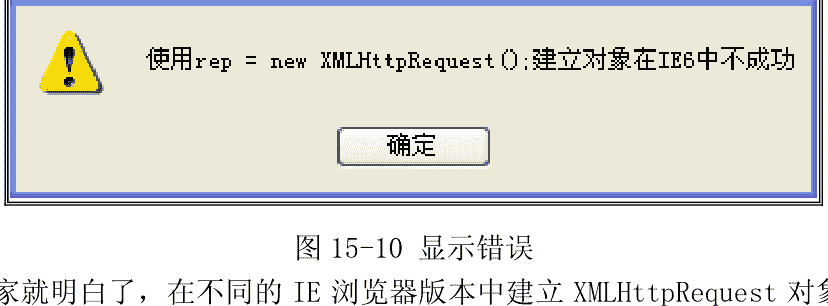 使用rep = new XMLHttpRequest();建立对象在IE6中不成功
确定
图 15-10 显示错误
家就明白了，在不同的 IE 浏览器版本中建立 XMLHttpRequest 对象